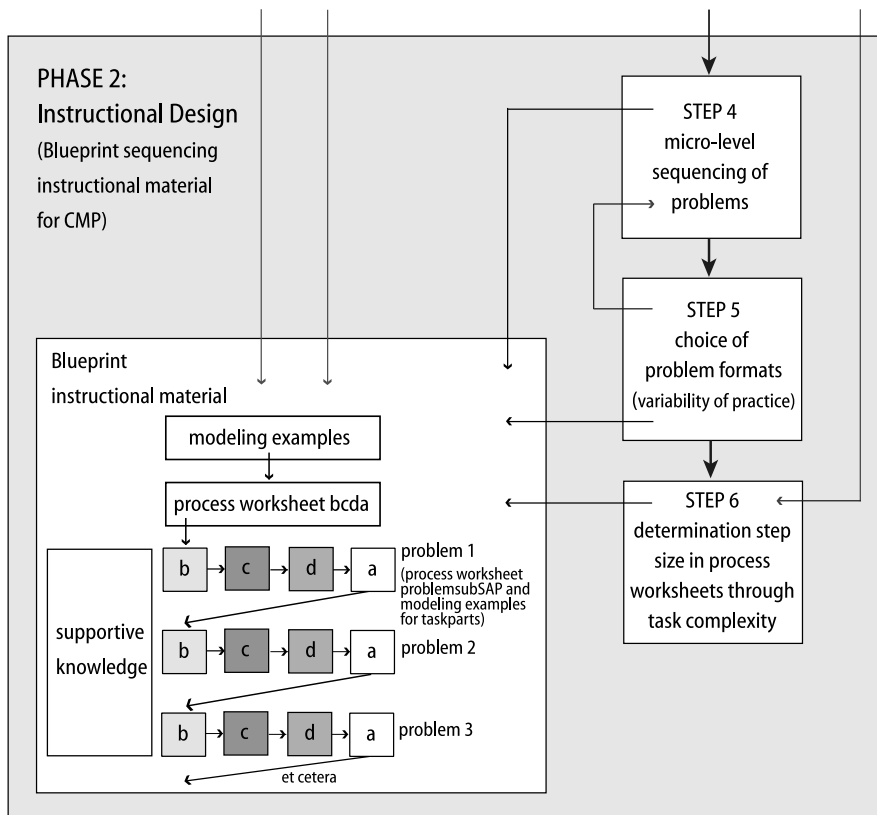 PHASE 2:
Instructional Design
(Blueprint sequencing
instructional material
for CMP)
STEP 4
micro-level
sequencing of
problems
STEP 5
choice of
problem formats
(variability of practice)
STEP 6
determination step
size in process
worksheets through
task complexity
Blueprint
instructional material
modeling examples
process worksheet bcda
supportive
knowledge
b c d a
problem 1
(process worksheet
problemsubSAP and
modeling examples
for taskparts)
b c d a problem 2
b c d a problem 3
et cetera